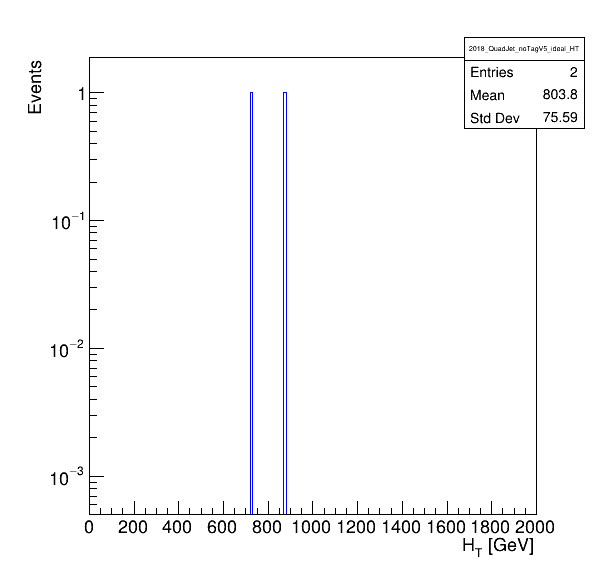 2018_QuadJet_noTagV5_ideal_HT
Entries 2
Mean 803.8
Std Dev 75.59
Events
1
10⁻¹
10⁻²
10⁻³
0 200 400 600 800 1000 1200 1400 1600 1800 2000
H_T [GeV]